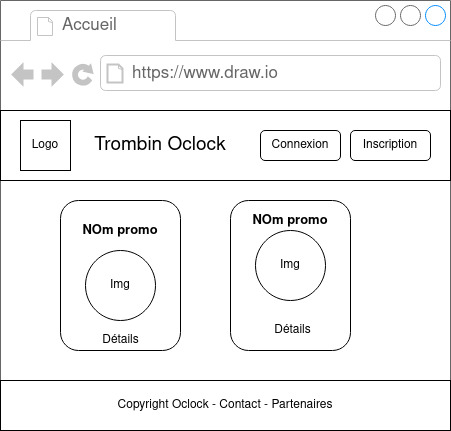 Accueil
https://www.draw.io
Logo
Trombin Oclock
Connexion
Inscription
NOm promo
Img
Détails
NOm promo
Img
Détails
Copyright Oclock - Contact - Partenaires